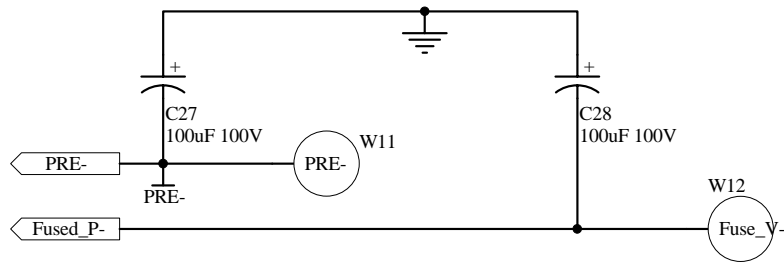 +
+
C27
100uF 100V
C28
100uF 100V
W11
PRE-
PRE-
PRE-
W12
Fused_P-
Fuse_V-